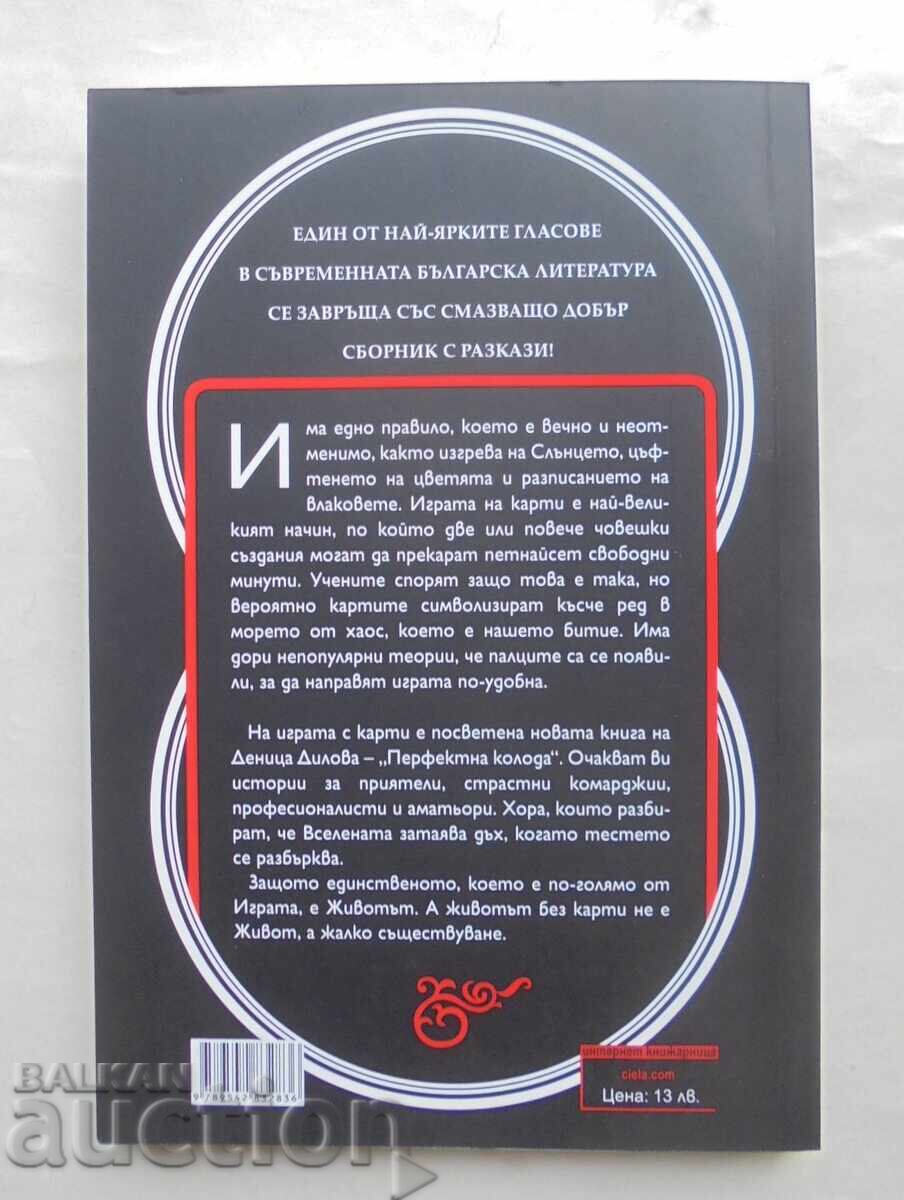 ЕДИН ОТ НАЙ-ЯРКИТЕ ГЛАСОВЕ
В СЪВРЕМЕННАТА БЪЛГАРСКА ЛИТЕРАТУРА
СЕ ЗАВРЪЩА СЪС СМАЗВАЩО ДОБЪР
СБОРНИК С РАЗКАЗИ!
Има едно правило, което е вечно и неот-
менимо, както изгрева на Слънцето, цъф-
тенето на цветята и разписанието на
влаковете. Играта на карти е най-вели-
кият начин, по който две или повече човешки
създания могат да прекарат петнайсет свободни
минути. Учените спорят защо това е така, но
вероятно картите символизират късче ред в
морето от хаос, което е нашето битие. Има
дори непопулярни теории, че палците са се появи-
ли, за да направят играта по-удобна.
На играта с карти е посветена новата книга на
Деница Дилова – „Перфектна колода“. Очакват ви
истории за приятели, страстни комарджии,
професионалисти и аматьори. Хора, които разби-
рат, че Вселената затаява дъх, когато тестето
се разбърква.
Защото единственото, което е по-голямо от
Играта, е Животът. А животът без карти не е
Живот, а жалко съществуване.
интернет книжарница
ciela.com
Цена: 13 лв.
9 789542 832836
BALKAN
auction